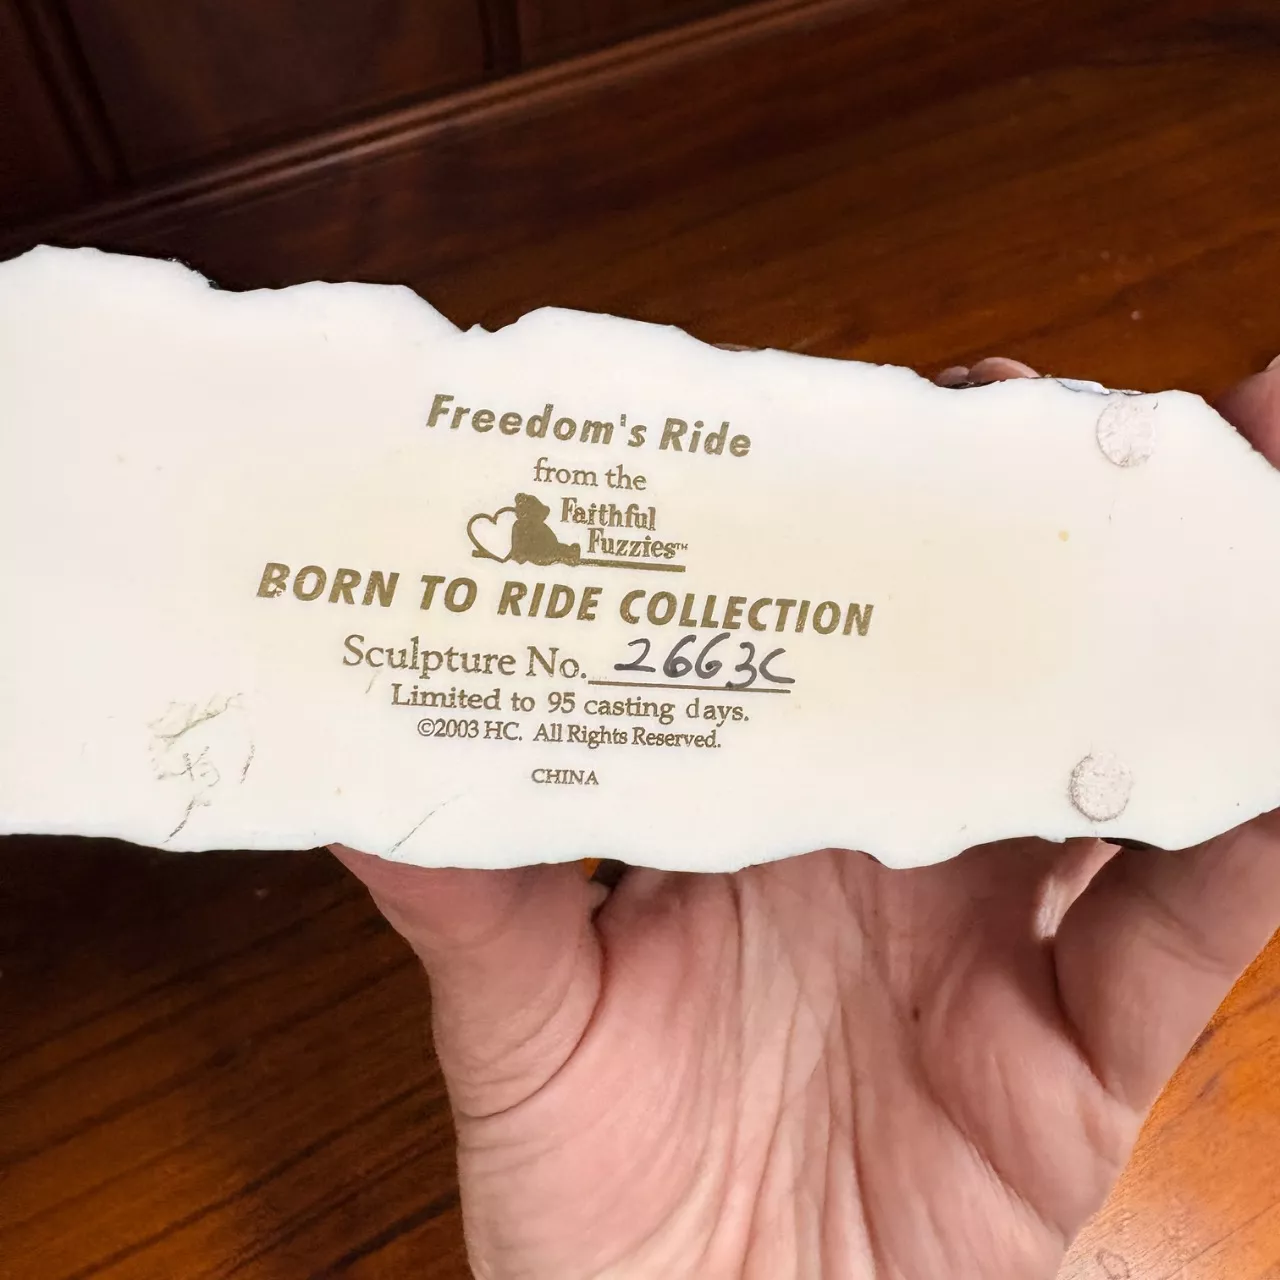 Freedom's Ride
from the
Faithful
Fuzzies™
BORN TO RIDE COLLECTION
Sculpture No. 2663C
Limited to 95 casting days.
©2003 HC. All Rights Reserved.
CHINA